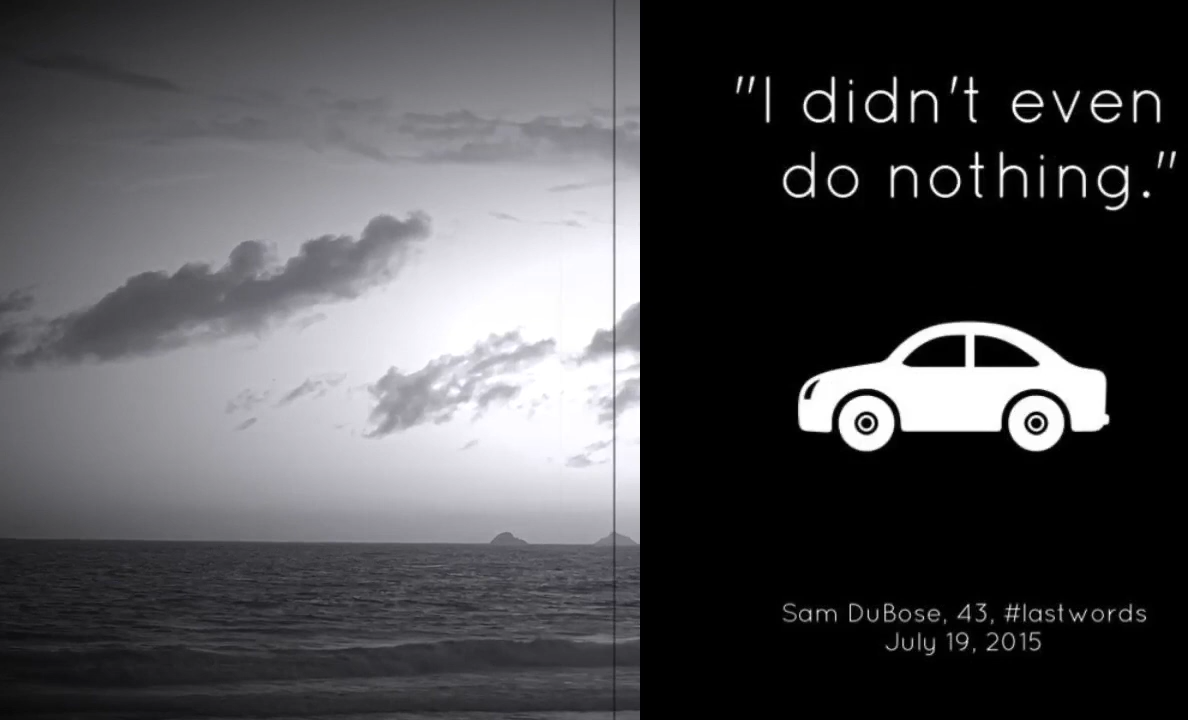 "I didn't even
do nothing."
Sam DuBose, 43, #lastwords
July 19, 2015